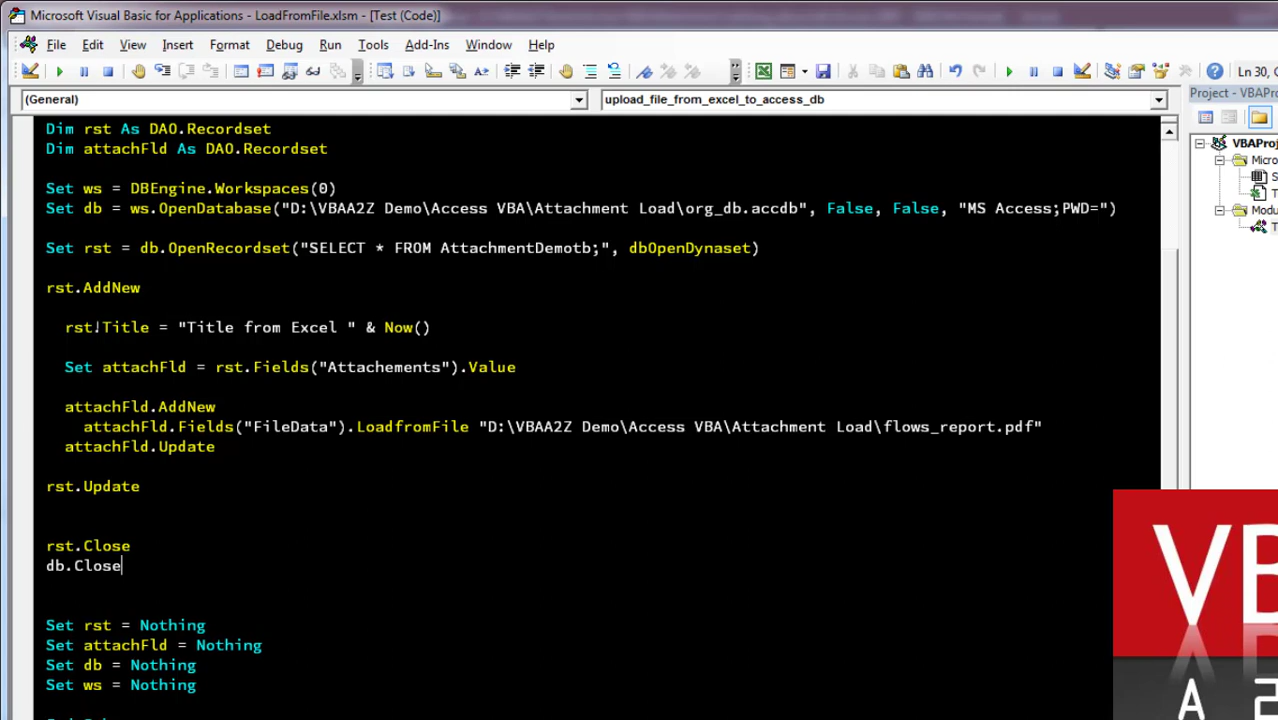 Microsoft Visual Basic for Applications - LoadFromFile.xlsm - [Test (Code)]
File Edit View Insert Format Debug Run Tools Add-Ins Window Help
Ln 30,
(General)
upload_file_from_excel_to_access_db
Project - VBAPro
Dim rst As DAO.Recordset
Dim attachFld As DAO.Recordset
Set ws = DBEngine.Workspaces(0)
Set db = ws.OpenDatabase("D:\VBAA2Z Demo\Access VBA\Attachment Load\org_db.accdb", False, False, "MS Access;PWD=")
Set rst = db.OpenRecordset("SELECT * FROM AttachmentDemotb;", dbOpenDynaset)
rst.AddNew
rst!Title = "Title from Excel " & Now()
Set attachFld = rst.Fields("Attachements").Value
attachFld.AddNew
attachFld.Fields("FileData").LoadfromFile "D:\VBAA2Z Demo\Access VBA\Attachment Load\flows_report.pdf"
attachFld.Update
rst.Update
rst.Close
db.Close
Set rst = Nothing
Set attachFld = Nothing
Set db = Nothing
Set ws = Nothing
VBAProj
Micro
S
T
Modu
T
VB
A 2